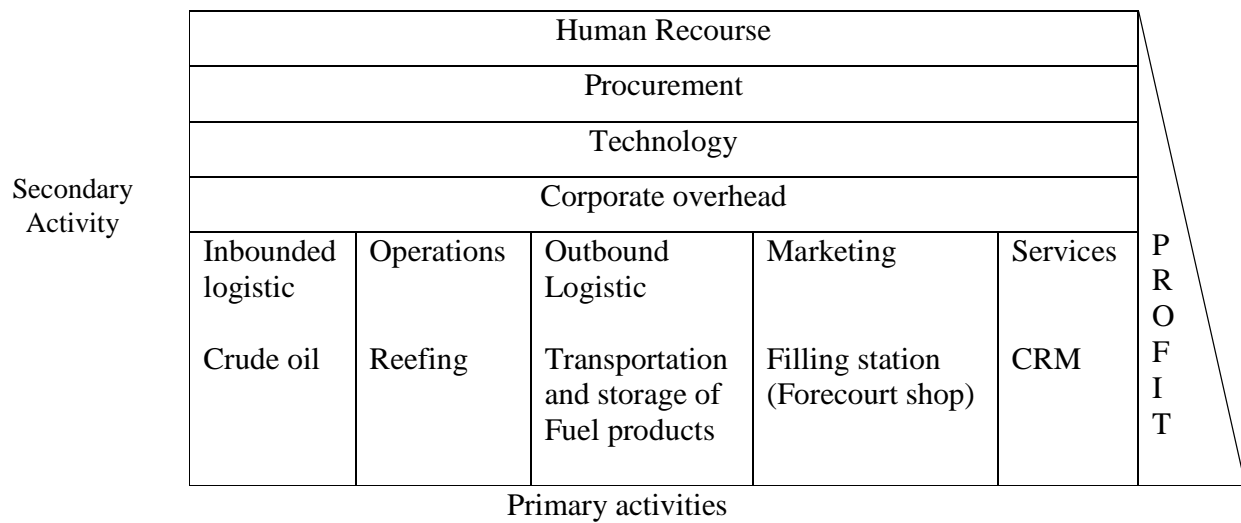 Human Recourse
Procurement
Technology
Secondary
Activity
Corporate overhead
Inbounded
logistic
Crude oil
Operations
Reefing
Outbound
Logistic
Transportation
and storage of
Fuel products
Marketing
Filling station
(Forecourt shop)
Services
CRM
P
R
O
F
I
T
Primary activities